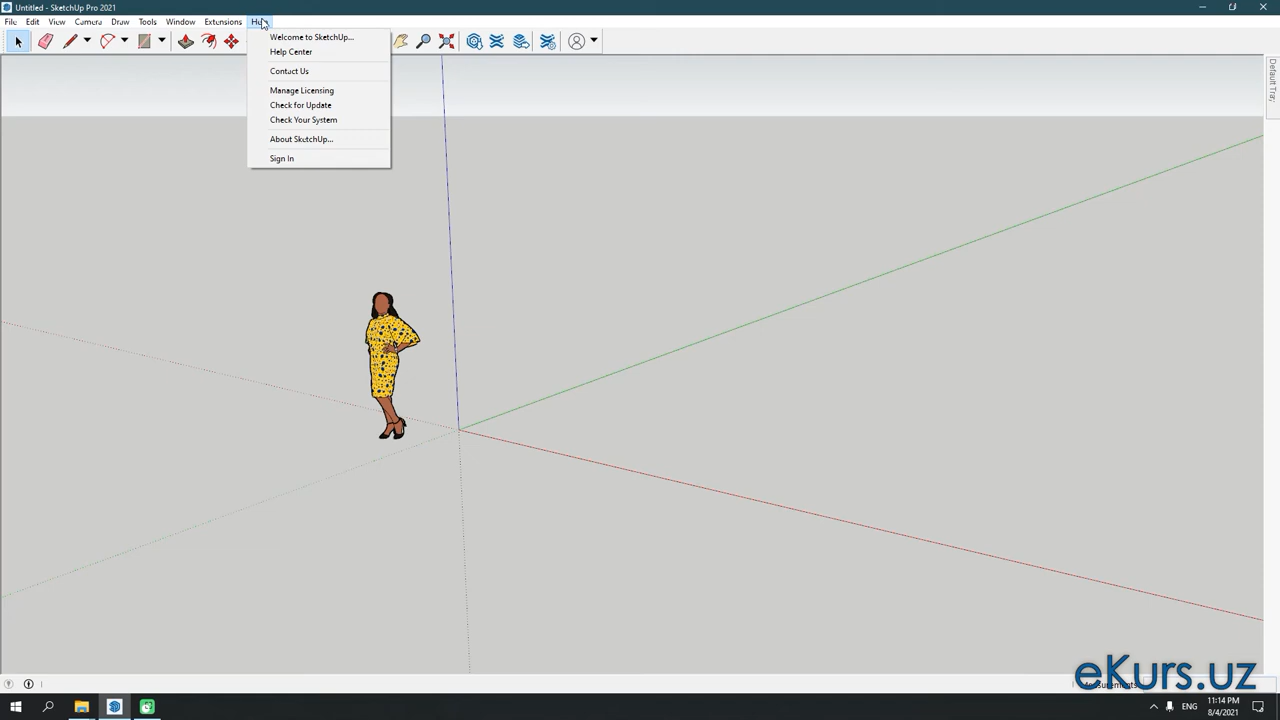 Untitled - SketchUp Pro 2021
File Edit View Camera Draw Tools Window Extensions Help
Welcome to SketchUp...
Help Center
Contact Us
Manage Licensing
Check for Update
Check Your System
About SketchUp...
Sign In
Default Tray
eKurs.uz
Measurements
ENG
11:14 PM
8/4/2021